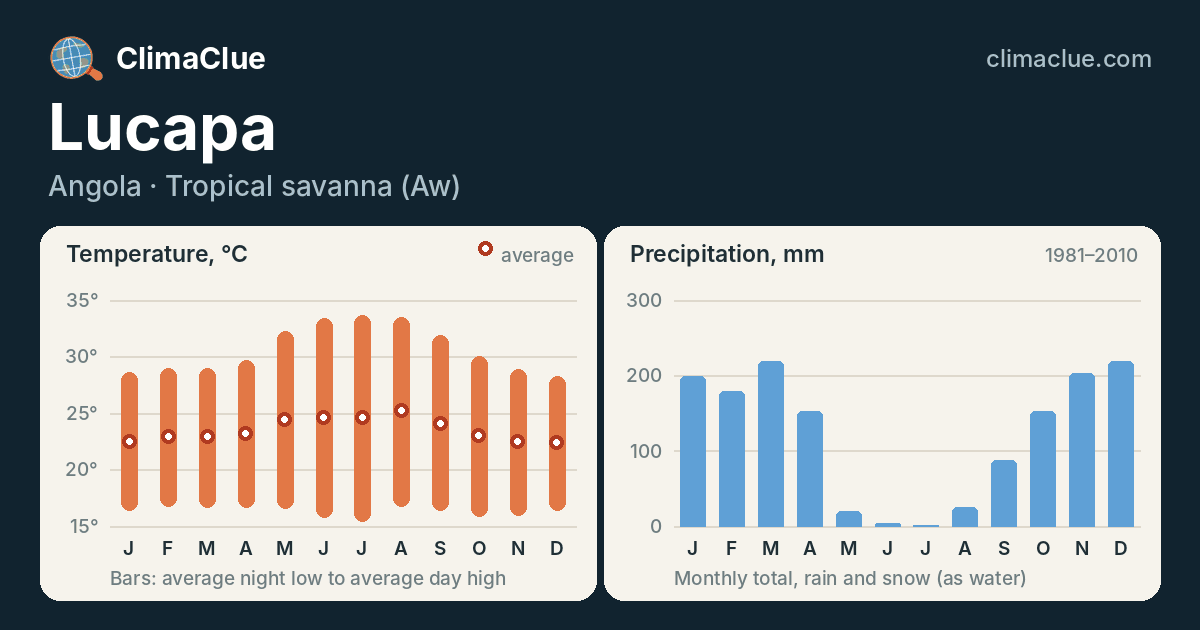 ClimaClue
climaclue.com
Lucapa
Angola · Tropical savanna (Aw)
Temperature, °C
average
35°
30°
25°
20°
15°
J F M A M J J A S O N D
Bars: average night low to average day high
Precipitation, mm
1981–2010
300
200
100
0
J F M A M J J A S O N D
Monthly total, rain and snow (as water)